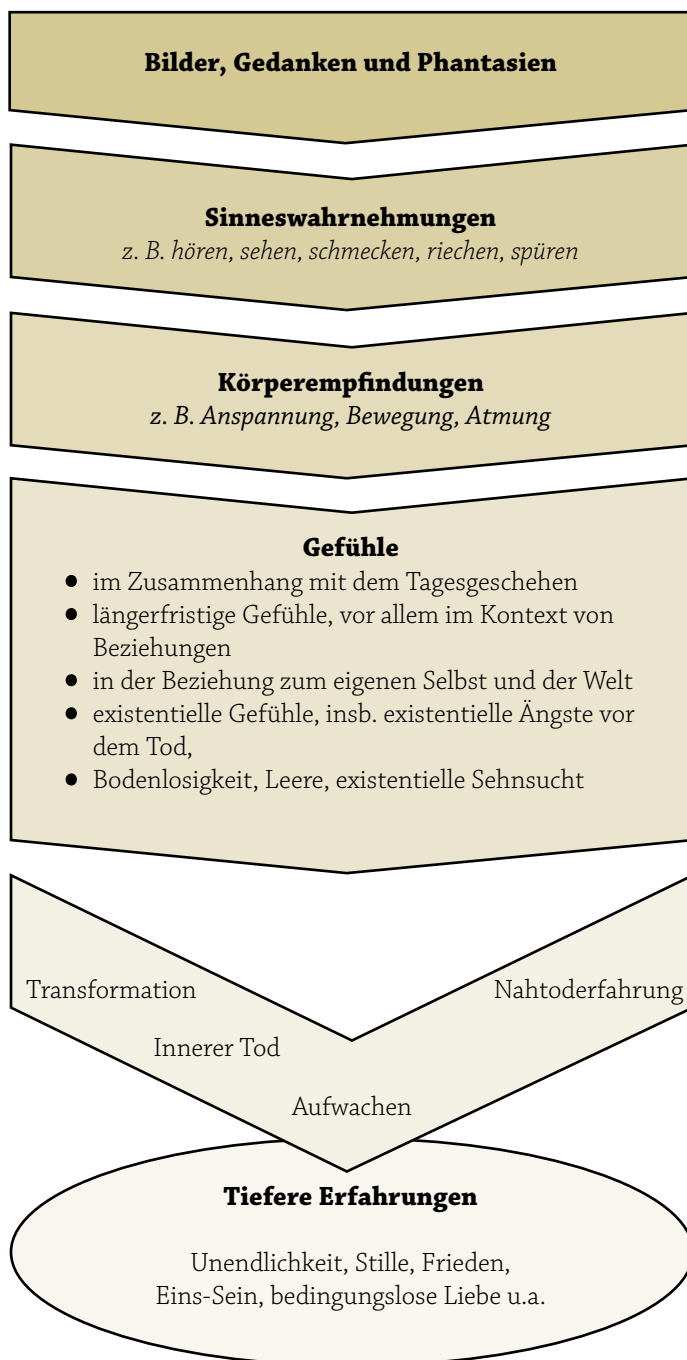 Bilder, Gedanken und Phantasien
Sinneswahrnehmungen
z. B. hören, sehen, schmecken, riechen, spüren
Körperempfindungen
z. B. Anspannung, Bewegung, Atmung
Gefühle
• im Zusammenhang mit dem Tagesgeschehen
• längerfristige Gefühle, vor allem im Kontext von
Beziehungen
• in der Beziehung zum eigenen Selbst und der Welt
• existentielle Gefühle, insb. existentielle Ängste vor
dem Tod,
• Bodenlosigkeit, Leere, existentielle Sehnsucht
Transformation
Nahtoderfahrung
Innerer Tod
Aufwachen
Tiefere Erfahrungen
Unendlichkeit, Stille, Frieden,
Eins-Sein, bedingungslose Liebe u.a.